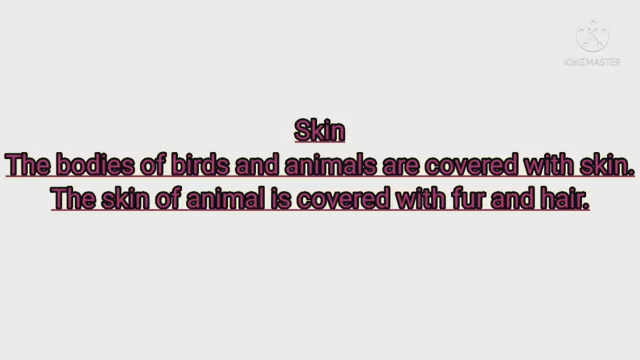 KINEMASTER
Skin
The bodies of birds and animals are covered with skin.
The skin of animal is covered with fur and hair.